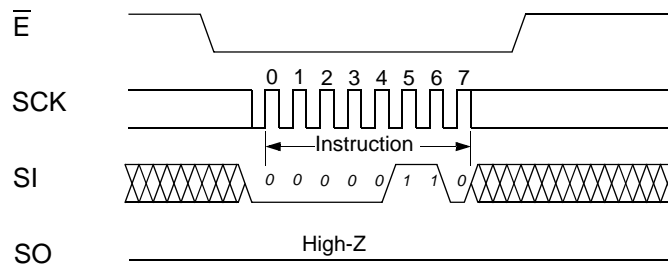 E
SCK
0 1 2 3 4 5 6 7
Instruction
SI
0 0 0 0 0 1 1 0
High-Z
SO